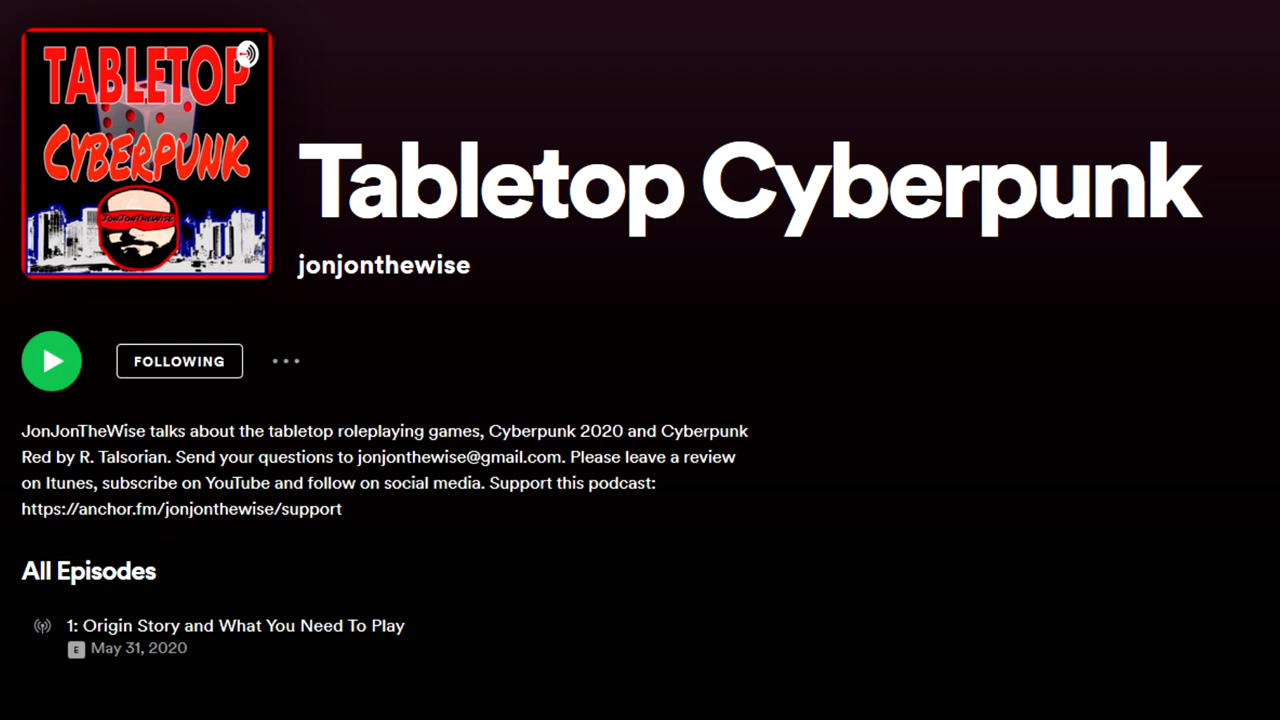 TABLETOP
CYBERPUNK
JONJONTHEWISE
Tabletop Cyberpunk
jonjonthewise
FOLLOWING
JonJonTheWise talks about the tabletop roleplaying games, Cyberpunk 2020 and Cyberpunk
Red by R. Talsorian. Send your questions to jonjonthewise@gmail.com. Please leave a review
on Itunes, subscribe on YouTube and follow on social media. Support this podcast:
https://anchor.fm/jonjonthewise/support
All Episodes
1: Origin Story and What You Need To Play
E May 31, 2020